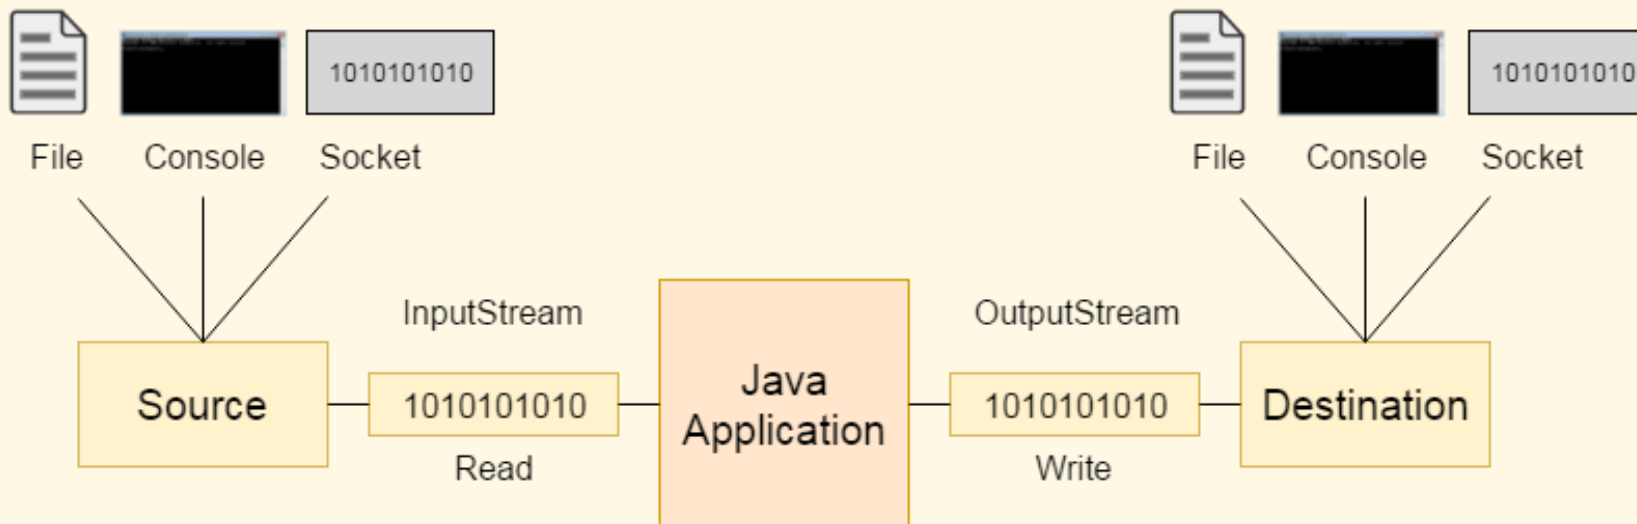 1010101010
1010101010
File Console Socket
File Console Socket
InputStream
OutputStream
Source
1010101010
Java
Application
1010101010
Destination
Read
Write